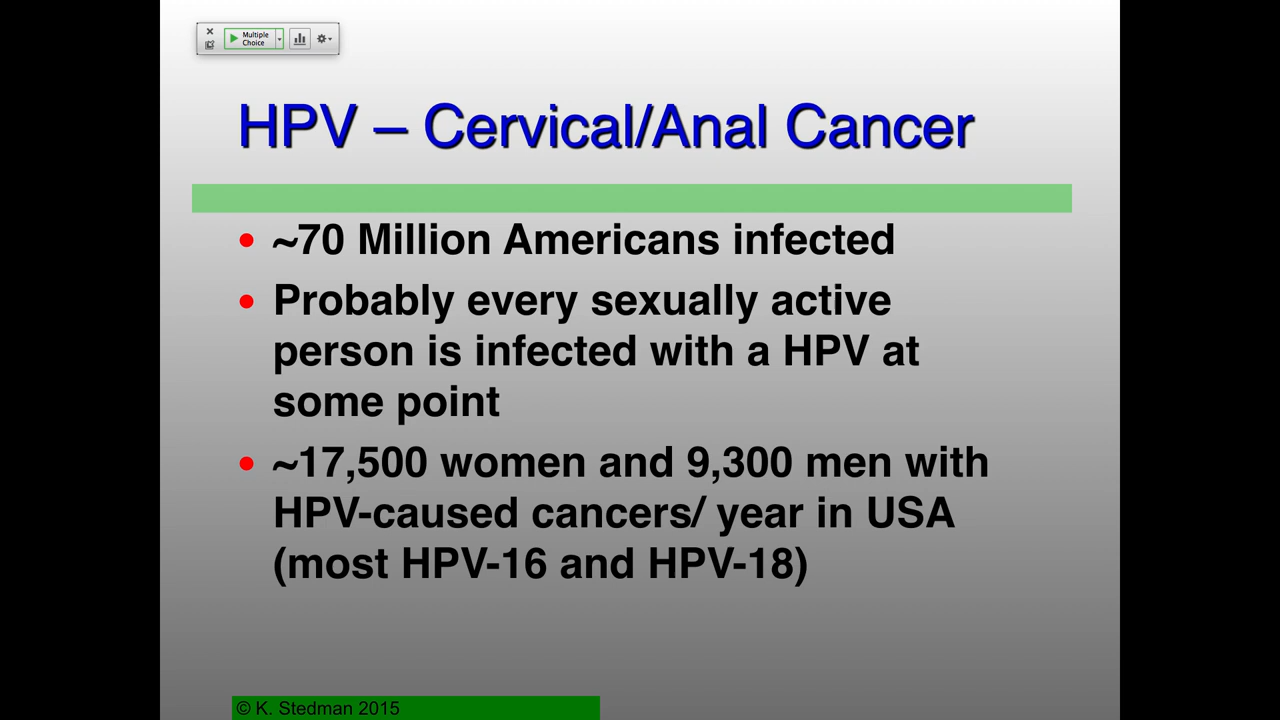 Multiple
Choice
HPV – Cervical/Anal Cancer
• ~70 Million Americans infected
• Probably every sexually active
person is infected with a HPV at
some point
• ~17,500 women and 9,300 men with
HPV-caused cancers/ year in USA
(most HPV-16 and HPV-18)
© K. Stedman 2015